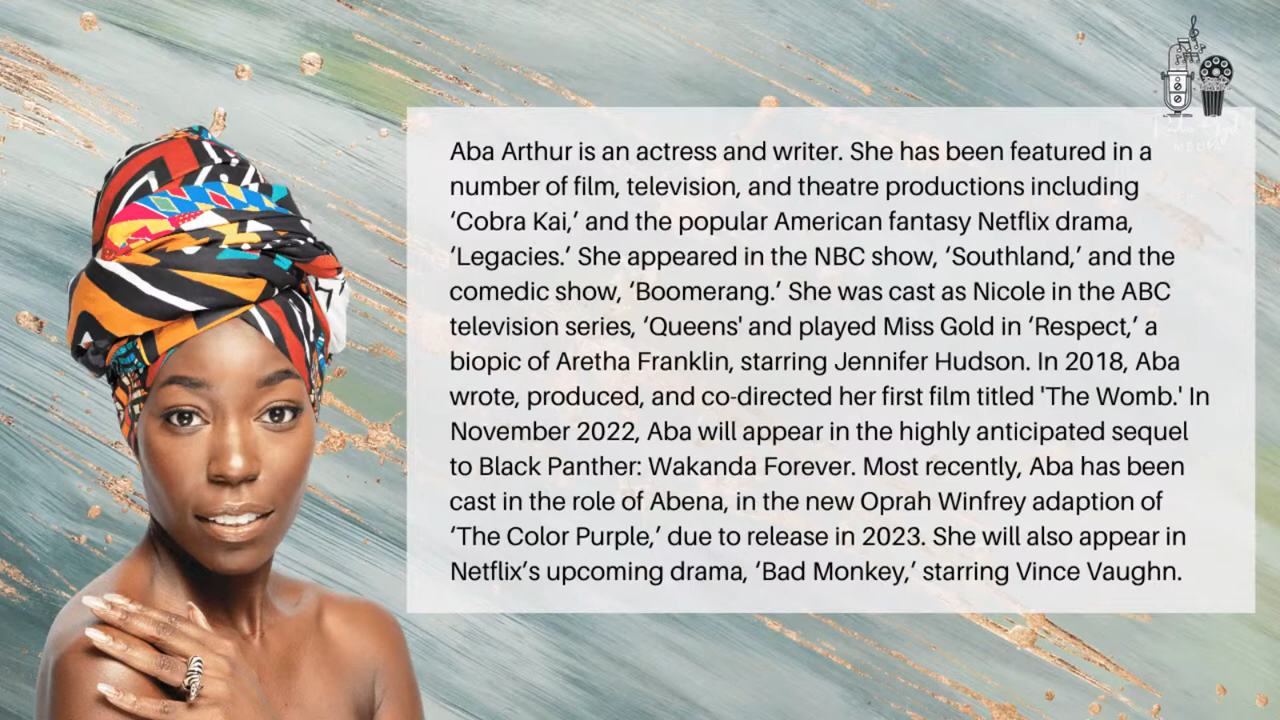 Aba Arthur is an actress and writer. She has been featured in a
number of film, television, and theatre productions including
‘Cobra Kai,’ and the popular American fantasy Netflix drama,
‘Legacies.’ She appeared in the NBC show, ‘Southland,’ and the
comedic show, ‘Boomerang.’ She was cast as Nicole in the ABC
television series, ‘Queens' and played Miss Gold in ‘Respect,’ a
biopic of Aretha Franklin, starring Jennifer Hudson. In 2018, Aba
wrote, produced, and co-directed her first film titled 'The Womb.' In
November 2022, Aba will appear in the highly anticipated sequel
to Black Panther: Wakanda Forever. Most recently, Aba has been
cast in the role of Abena, in the new Oprah Winfrey adaption of
‘The Color Purple,’ due to release in 2023. She will also appear in
Netflix’s upcoming drama, ‘Bad Monkey,’ starring Vince Vaughn.